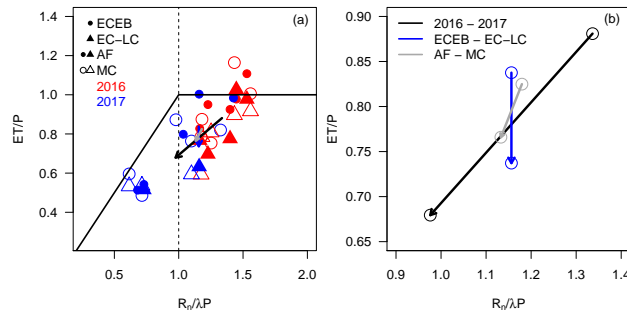 (a)
ECEB
EC−LC
AF
MC
2016
2017
ET/P
1.4
1.2
1.0
0.8
0.6
0.4
0.5
1.0
1.5
2.0
Rn/λP
(b)
2016 − 2017
ECEB − EC−LC
AF − MC
ET/P
0.90
0.85
0.80
0.75
0.70
0.65
0.9
1.0
1.1
1.2
1.3
1.4
Rn/λP